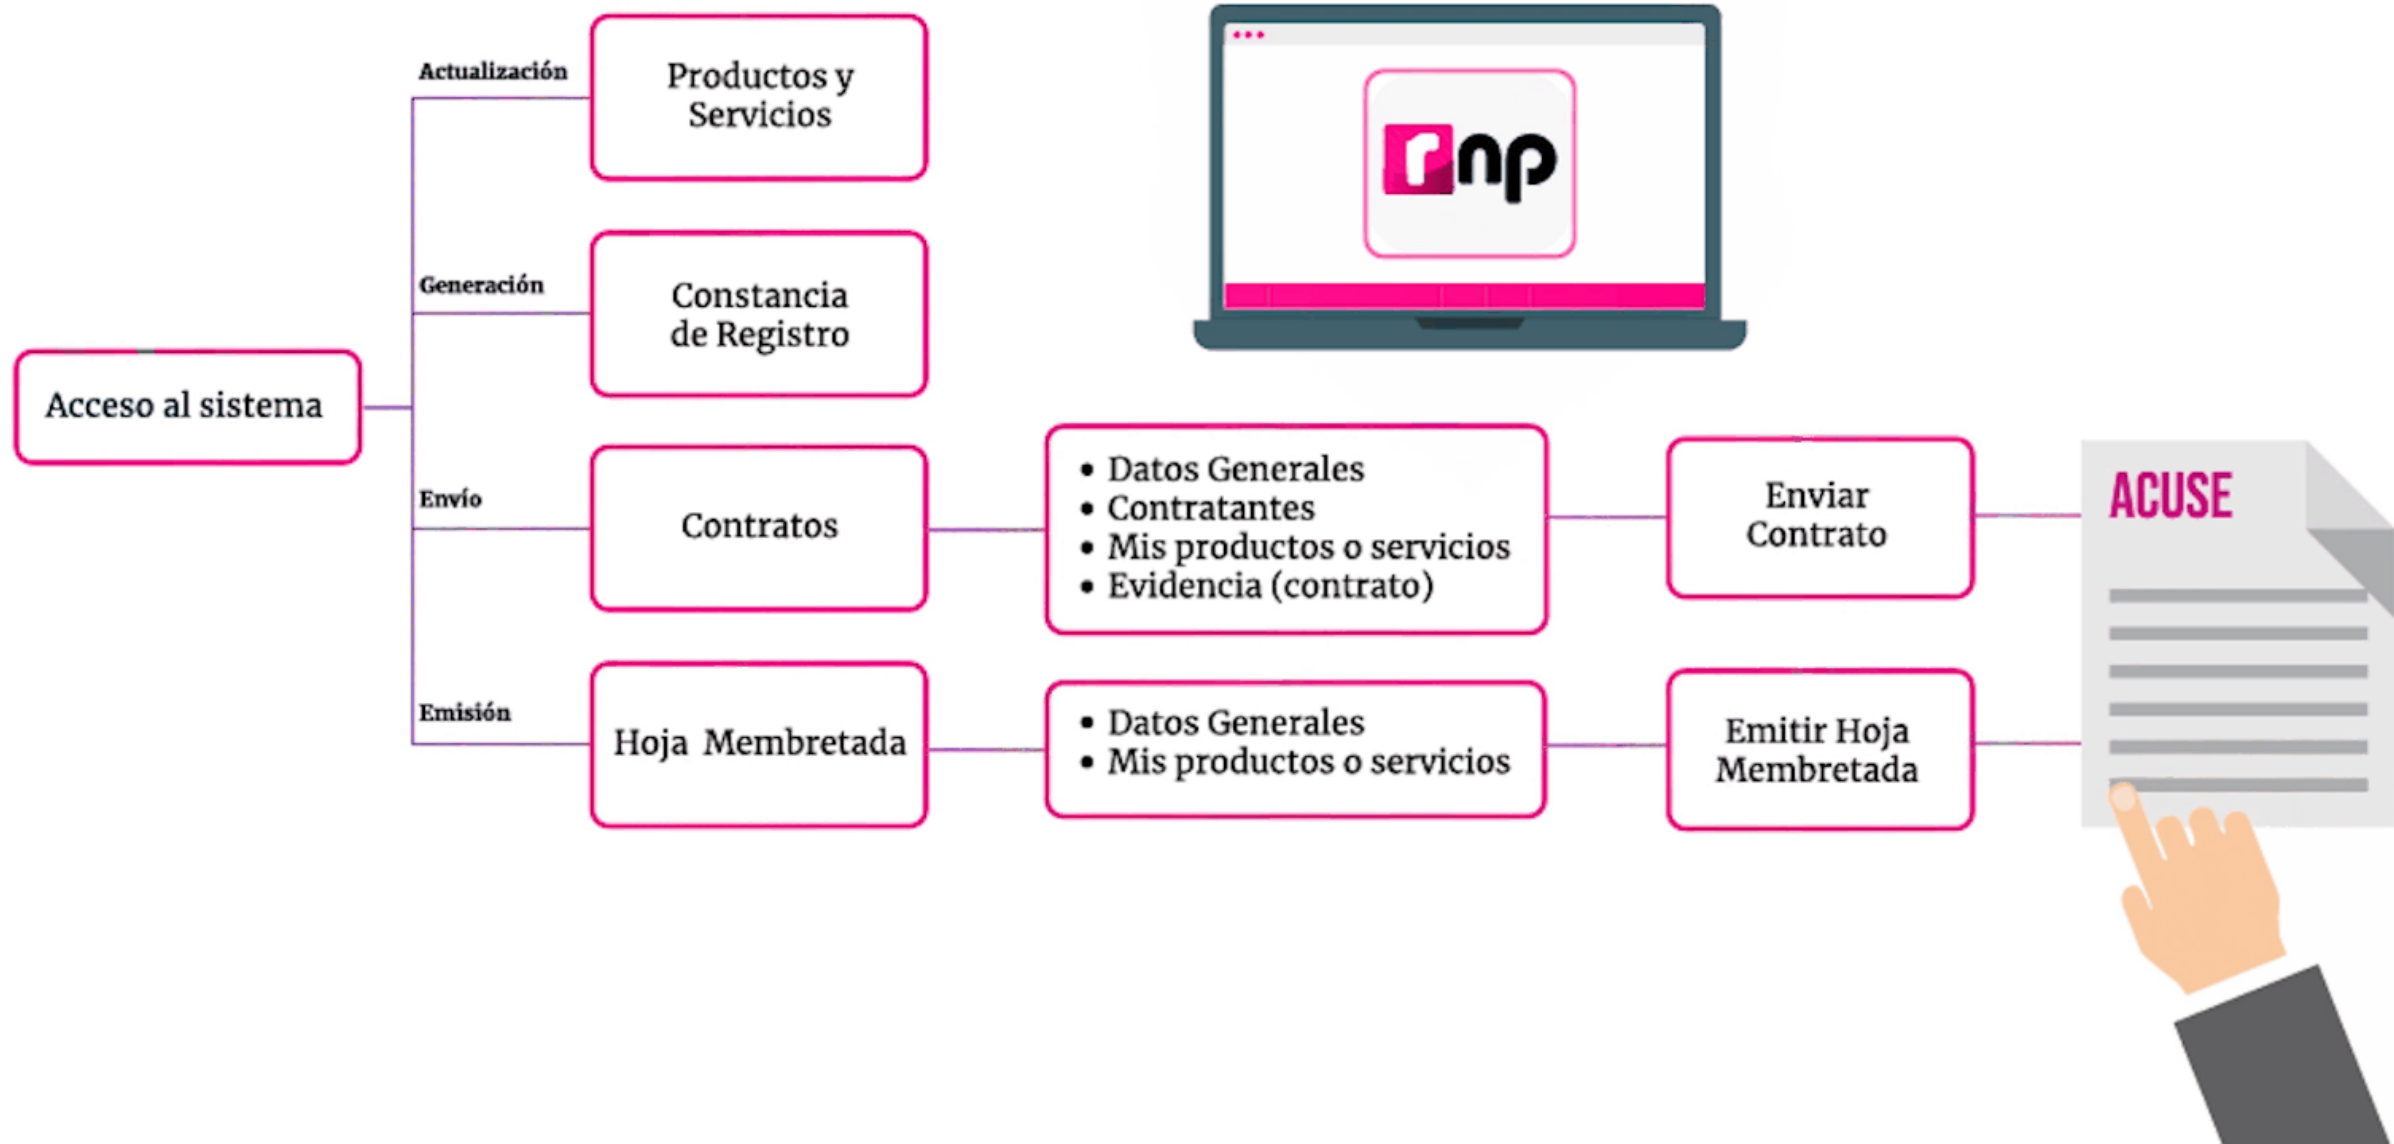 Actualización
Productos y
Servicios
rnp
Generación
Constancia
de Registro
Acceso al sistema
Envío
Contratos
• Datos Generales
• Contratantes
• Mis productos o servicios
• Evidencia (contrato)
Enviar
Contrato
ACUSE
Emisión
Hoja Membretada
• Datos Generales
• Mis productos o servicios
Emitir Hoja
Membretada